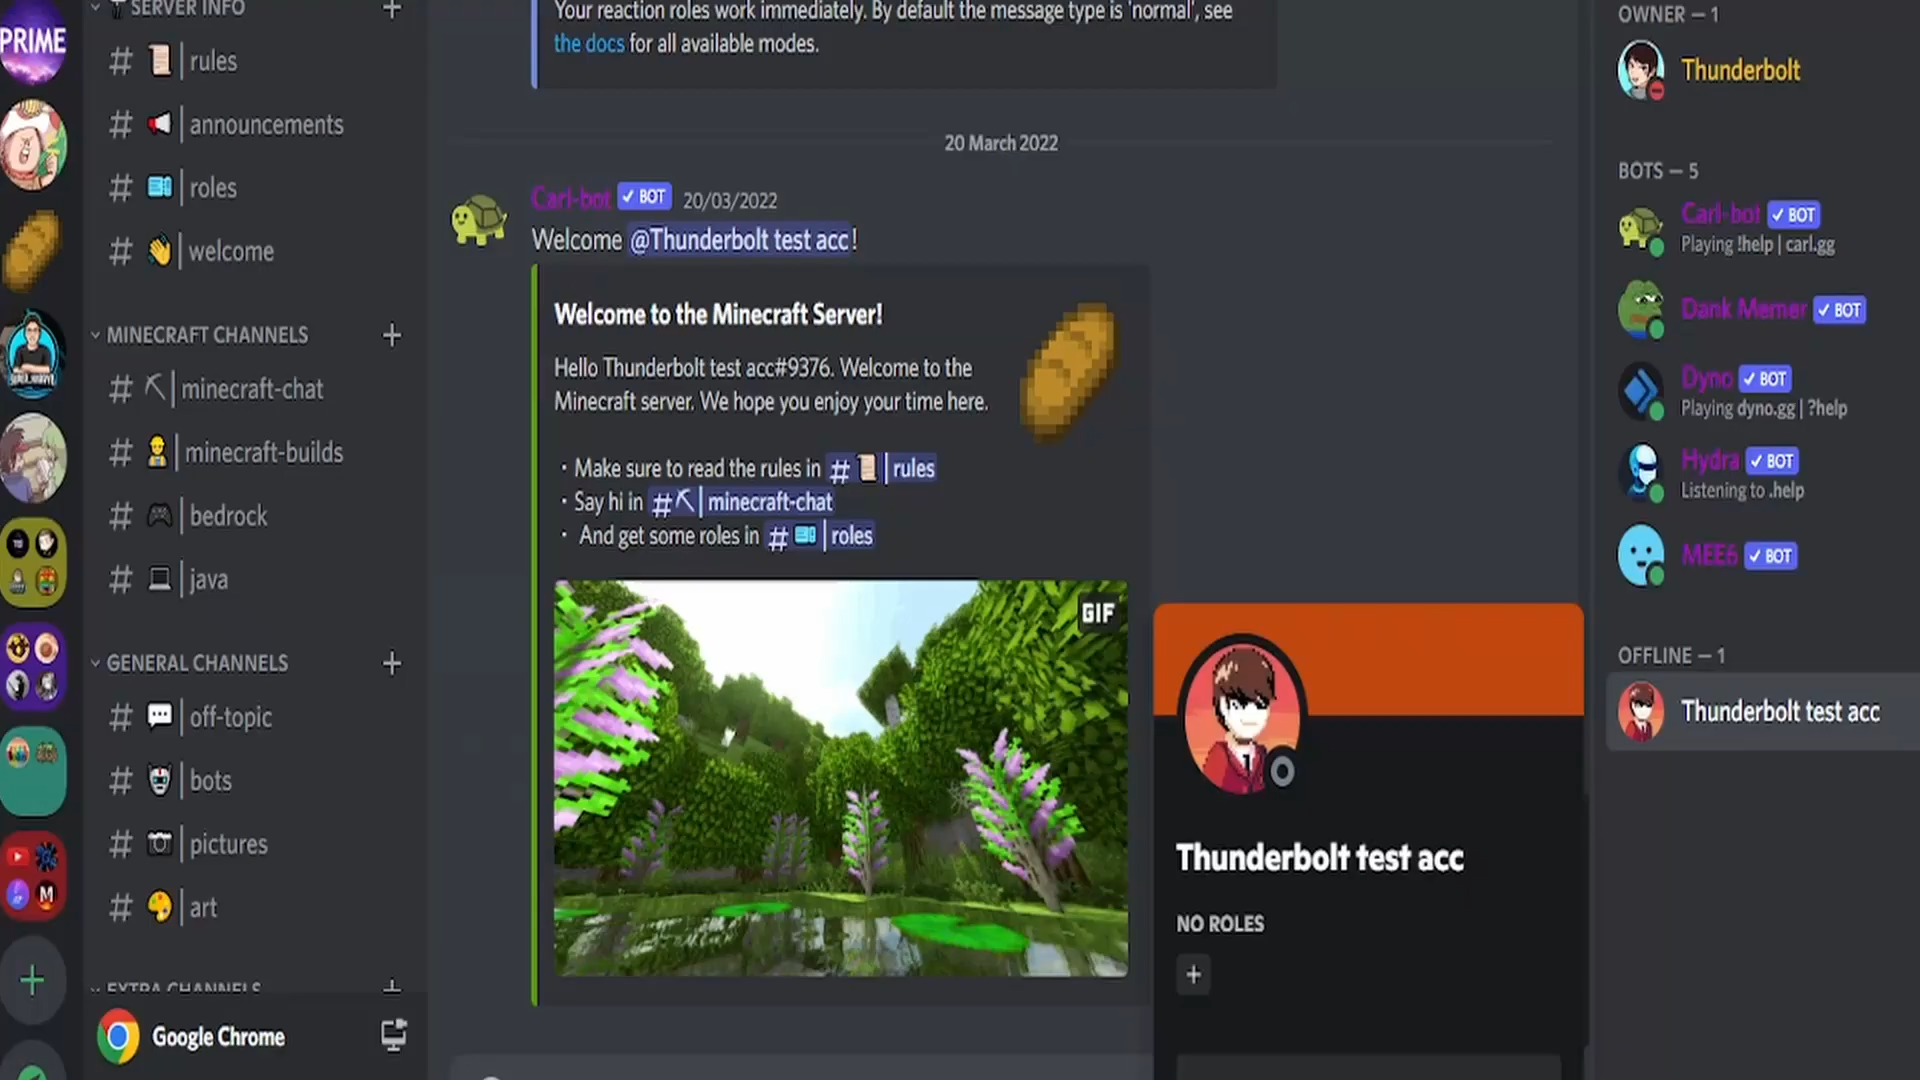 PRIME
SERVER INFO
rules
announcements
roles
welcome
MINECRAFT CHANNELS
minecraft-chat
minecraft-builds
bedrock
java
GENERAL CHANNELS
off-topic
bots
pictures
art
EXTRA CHANNELS
Google Chrome
Your reaction roles work immediately. By default the message type is 'normal', see
the docs for all available modes.
20 March 2022
Carl-bot ✓ BOT 20/03/2022
Welcome @Thunderbolt test acc!
Welcome to the Minecraft Server!
Hello Thunderbolt test acc#9376. Welcome to the
Minecraft server. We hope you enjoy your time here.
· Make sure to read the rules in # | rules
· Say hi in # | minecraft-chat
· And get some roles in # | roles
GIF
Thunderbolt test acc
NO ROLES
OWNER — 1
Thunderbolt
BOTS — 5
Carl-bot ✓ BOT
Playing !help | carl.gg
Dank Memer ✓ BOT
Dyno ✓ BOT
Playing dyno.gg | ?help
Hydra ✓ BOT
Listening to .help
MEE6 ✓ BOT
OFFLINE — 1
Thunderbolt test acc